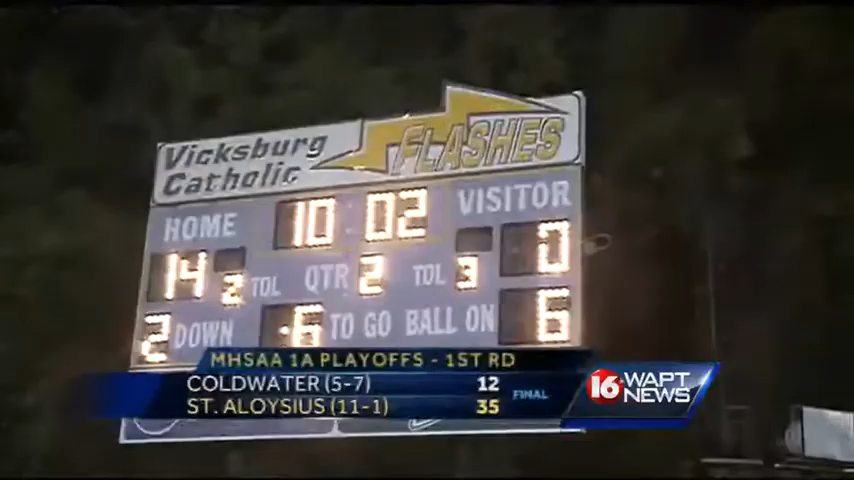 Vicksburg
Catholic
FLASHES
HOME 10:02 VISITOR
14 2 TOL QTR 2 TOL 3 0
2 DOWN 6 TO GO BALL ON 6
MHSAA 1A PLAYOFFS - 1ST RD
COLDWATER (5-7) 12
ST. ALOYSIUS (11-1) 35
FINAL
16 WAPT
NEWS